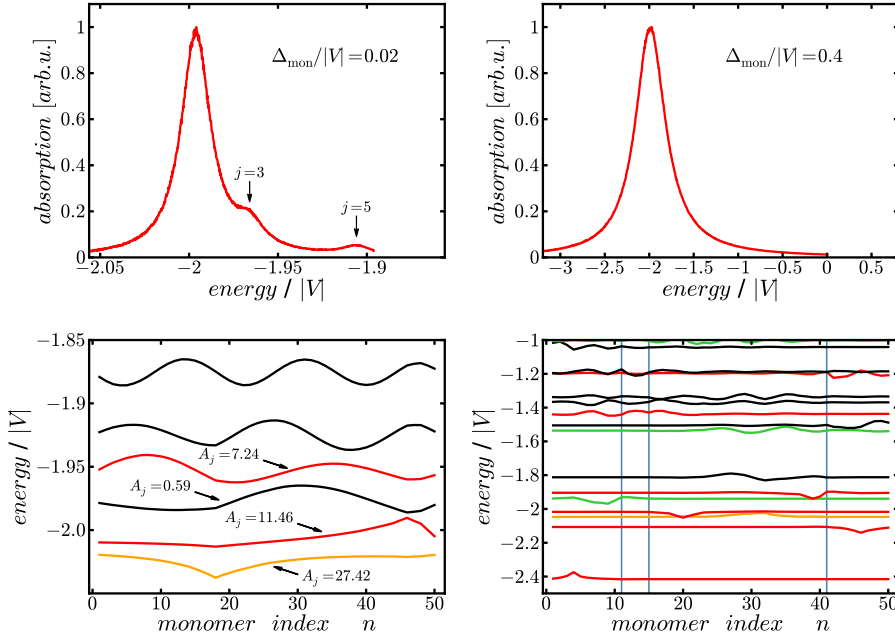 absorption [arb.u.]
1
0.8
0.6
0.4
0.2
0
Δmon/|V|=0.02
j=3
j=5
−2.05 −2 −1.95 −1.9
energy / |V|
absorption [arb.u.]
1
0.8
0.6
0.4
0.2
0
Δmon/|V|=0.4
−3 −2.5 −2 −1.5 −1 −0.5 0 0.5
energy / |V|
energy / |V|
−1.85
−1.9
−1.95
−2.0
Aj=7.24
Aj=0.59
Aj=11.46
Aj=27.42
0 10 20 30 40 50
monomer index n
energy / |V|
−1
−1.2
−1.4
−1.6
−2
−2.2
−2.4
0 10 20 30 40 50
monomer index n